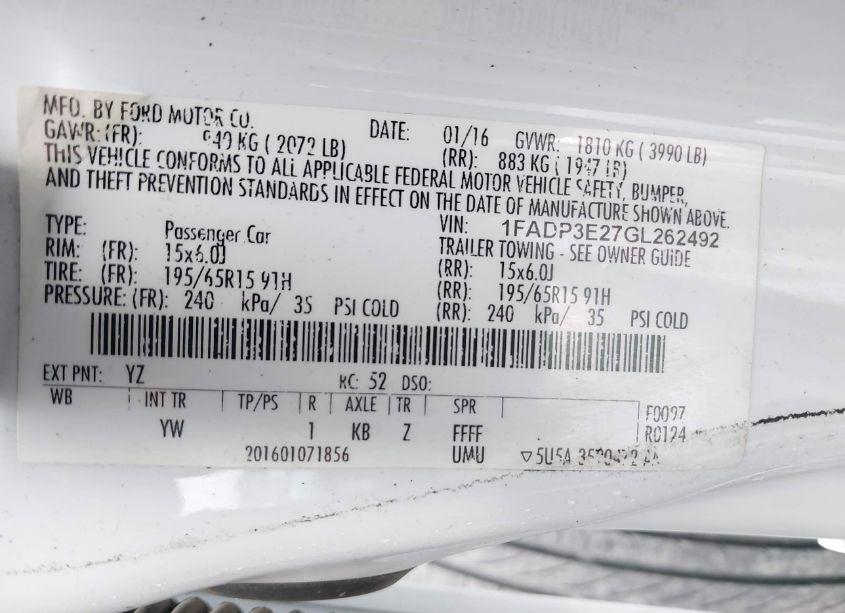 MFD. BY FORD MOTOR CO.
DATE: 01/16 GVWR: 1810 KG ( 3990 LB)
GAWR: (FR): 940 KG ( 2072 LB) (RR): 883 KG ( 1947 LB)
THIS VEHICLE CONFORMS TO ALL APPLICABLE FEDERAL MOTOR VEHICLE SAFETY, BUMPER,
AND THEFT PREVENTION STANDARDS IN EFFECT ON THE DATE OF MANUFACTURE SHOWN ABOVE.
VIN: 1FADP3E27GL262492
TYPE: Passenger Car TRAILER TOWING - SEE OWNER GUIDE
RIM: (FR): 15x6.0J (RR): 15x6.0J
TIRE: (FR): 195/65R15 91H (RR): 195/65R15 91H
PRESSURE: (FR): 240 kPa/ 35 PSI COLD (RR): 240 kPa/ 35 PSI COLD
EXT PNT: YZ RC: 52 DSO:
WB INT TR TP/PS R AXLE TR SPR F0097
YW 1 KB Z FFFF R0124
201601071856 UMU ▽5U5A